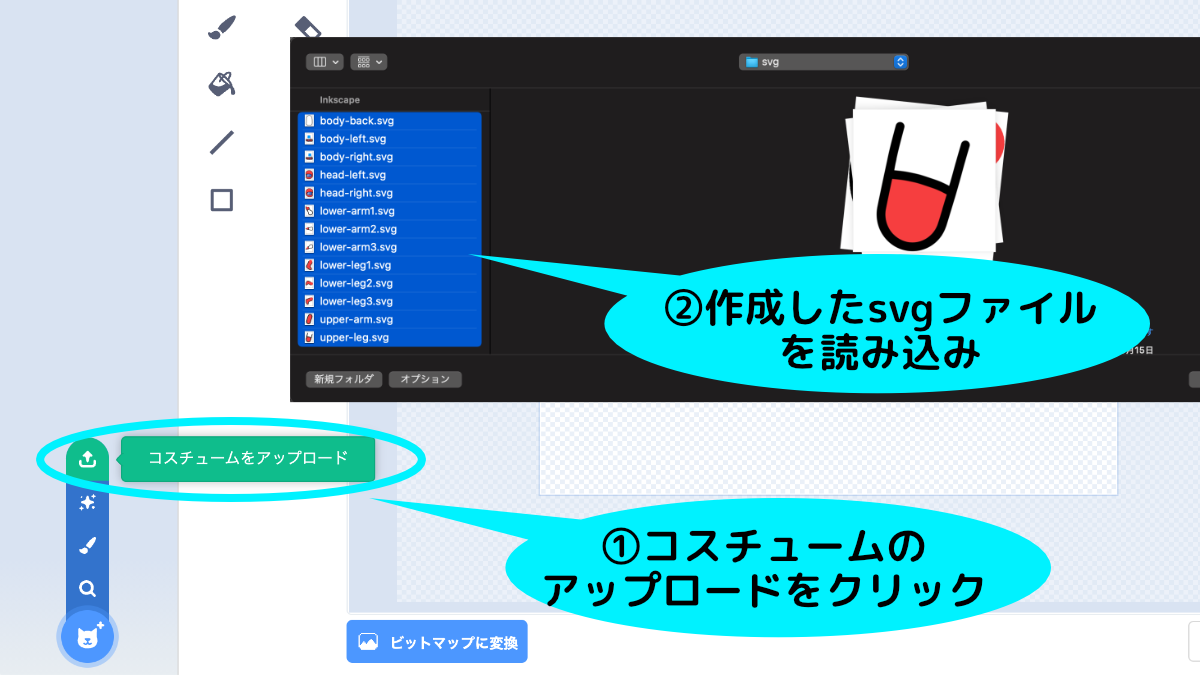 svg
Inkscape
body-back.svg
body-left.svg
body-right.svg
head-left.svg
head-right.svg
lower-arm1.svg
lower-arm2.svg
lower-arm3.svg
lower-leg1.svg
lower-leg2.svg
lower-leg3.svg
upper-arm.svg
upper-leg.svg
②作成したsvgファイル
を読み込み
月15日
新規フォルダ
オプション
コスチュームをアップロード
①コスチュームの
アップロードをクリック
ビットマップに変換